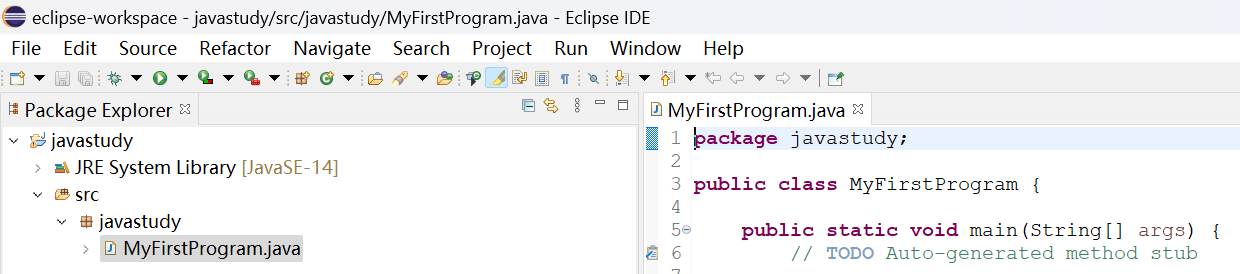 eclipse-workspace - javastudy/src/javastudy/MyFirstProgram.java - Eclipse IDE
File Edit Source Refactor Navigate Search Project Run Window Help
Package Explorer
javastudy
JRE System Library [JavaSE-14]
src
javastudy
MyFirstProgram.java
MyFirstProgram.java
1 package javastudy;
2
3 public class MyFirstProgram {
4
5 public static void main(String[] args) {
6 // TODO Auto-generated method stub